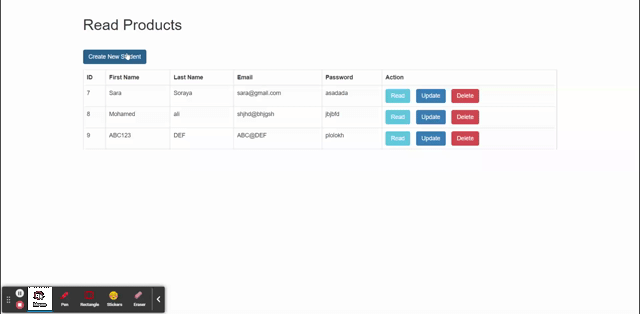 Read Products
Create New Student
ID First Name Last Name Email Password Action
7 Sara Soraya sara@gmail.com asadada Read Update Delete
8 Mohamed ali shjhd@bhjgsh jbjbfd Read Update Delete
9 ABC123 DEF ABC@DEF plolokh Read Update Delete
Mouse Pen Rectangle Stickers Eraser